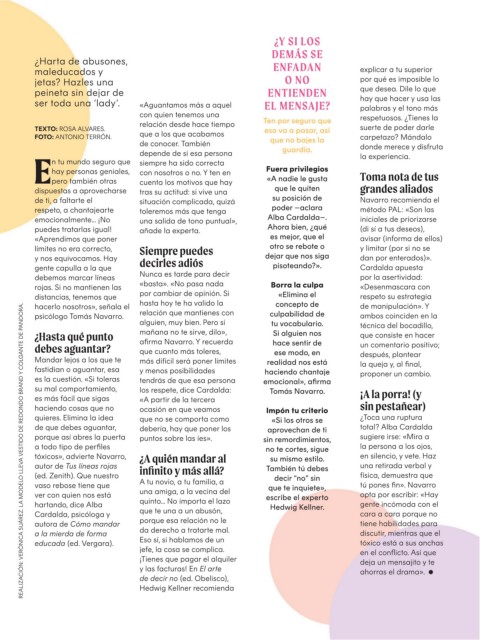 ¿Harta de abusones,
maleducados y
jetas? Hazles una
peineta sin dejar de
ser toda una 'lady'.
TEXTO: ROSA ALVARES.
FOTO: ANTONIO TERRÓN.
En tu mundo seguro que
hay personas geniales,
pero también otras
dispuestas a aprovecharse
de ti, a faltarte el
respeto, a chantajearte
emocionalmente... ¡No
puedes tratarlas igual!
«Aprendimos que poner
límites no era correcto,
y nos equivocamos. Hay
gente capulla a la que
debemos marcar líneas
rojas. Si no mantienen las
distancias, tenemos que
hacerlo nosotros», señala el
psicólogo Tomás Navarro.
¿Hasta qué punto
debes aguantar?
Mandar lejos a los que te
fastidian o aguantar, esa
es la cuestión. «Si toleras
su mal comportamiento,
es más fácil que sigas
haciendo cosas que no
quieres. Elimina la idea
de que debes aguantar,
porque así abres la puerta
a todo tipo de perfiles
tóxicos», advierte Navarro,
autor de Tus líneas rojas
(ed. Zenith). Que nuestro
vaso rebose tiene que
ver con quien nos está
hartando, dice Alba
Cardalda, psicóloga y
autora de Cómo mandar
a la mierda de forma
educada (ed. Vergara).
«Aguantamos más a aquel
con quien tenemos una
relación desde hace tiempo
que a los que acabamos
de conocer. También
depende de si esa persona
siempre ha sido correcta
con nosotros o no. Y ten en
cuenta los motivos que hay
tras su actitud: si vive una
situación complicada, quizá
toleremos más que tenga
una salida de tono puntual»,
añade la experta.
Siempre puedes
decirles adiós
Nunca es tarde para decir
«basta». «No pasa nada
por cambiar de opinión. Si
hasta hoy te ha valido la
relación que mantienes con
alguien, muy bien. Pero si
mañana no te sirve, dilo»,
afirma Navarro. Y recuerda
que cuanto más toleres,
más difícil será poner límites
y menos posibilidades
tendrás de que esa persona
los respete, dice Cardalda:
«A partir de la tercera
ocasión en que veamos
que no se comporta como
debería, hay que poner los
puntos sobre las íes».
¿A quién mandar al
infinito y más allá?
A tu novio, a tu familia, a
una amiga, a la vecina del
quinto... No importa el lazo
que te una a un abusón,
porque esa relación no le
da derecho a tratarte mal.
Eso sí, si hablamos de un
jefe, la cosa se complica.
¡Tienes que pagar el alquiler
y las facturas! En El arte
de decir no (ed. Obelisco),
Hedwig Kellner recomienda
¿Y SI LOS
DEMÁS SE
ENFADAN
O NO
ENTIENDEN
EL MENSAJE?
Ten por seguro que
eso va a pasar, así
que no bajes la
guardia.
Fuera privilegios
«A nadie le gusta
que le quiten
su posición de
poder –aclara
Alba Cardalda–.
Ahora bien, ¿qué
es mejor, que el
otro se rebote o
dejar que nos siga
pisoteando?».
Borra la culpa
«Elimina el
concepto de
culpabilidad de
tu vocabulario.
Si alguien nos
hace sentir de
ese modo, en
realidad nos está
haciendo chantaje
emocional», afirma
Tomás Navarro.
Impón tu criterio
«Si los otros se
aprovechan de ti
sin remordimientos,
no te cortes, sigue
su mismo estilo.
También tú debes
decir "no" sin
que te inquiete»,
escribe el experto
Hedwig Kellner.
explicar a tu superior
por qué es imposible lo
que desea. Dile lo que
hay que hacer y usa las
palabras y el tono más
respetuosos. ¿Tienes la
suerte de poder darle
carpetazo? Mándalo
donde merece y disfruta
la experiencia.
Toma nota de tus
grandes aliados
Navarro recomienda el
método PAL: «Son las
iniciales de priorizarte
(di sí a tus deseos),
avisar (informa de ellos)
y limitar (por si no se
dan por enterados)».
Cardalda apuesta
por la asertividad:
«Desenmascara con
respeto su estrategia
de manipulación». Y
ambos coinciden en la
técnica del bocadillo,
que consiste en hacer
un comentario positivo;
después, plantear
la queja y, al final,
proponer un cambio.
¡A la porra! (y
sin pestañear)
¿Toca una ruptura
total? Alba Cardalda
sugiere irse: «Mira a
la persona a los ojos,
en silencio, y vete. Haz
una retirada verbal y
física, demuestra que
tú pones fin». Navarro
opta por escribir: «Hay
gente incómoda con el
cara a cara porque no
tiene habilidades para
discutir, mientras que el
tóxico está a sus anchas
en el conflicto. Así que
deja un mensajito y te
ahorras el drama». ●
REALIZACIÓN: VERÓNICA SUÁREZ. LA MODELO LLEVA VESTIDO DE REDONDO BRAND Y COLGANTE DE PANDORA.